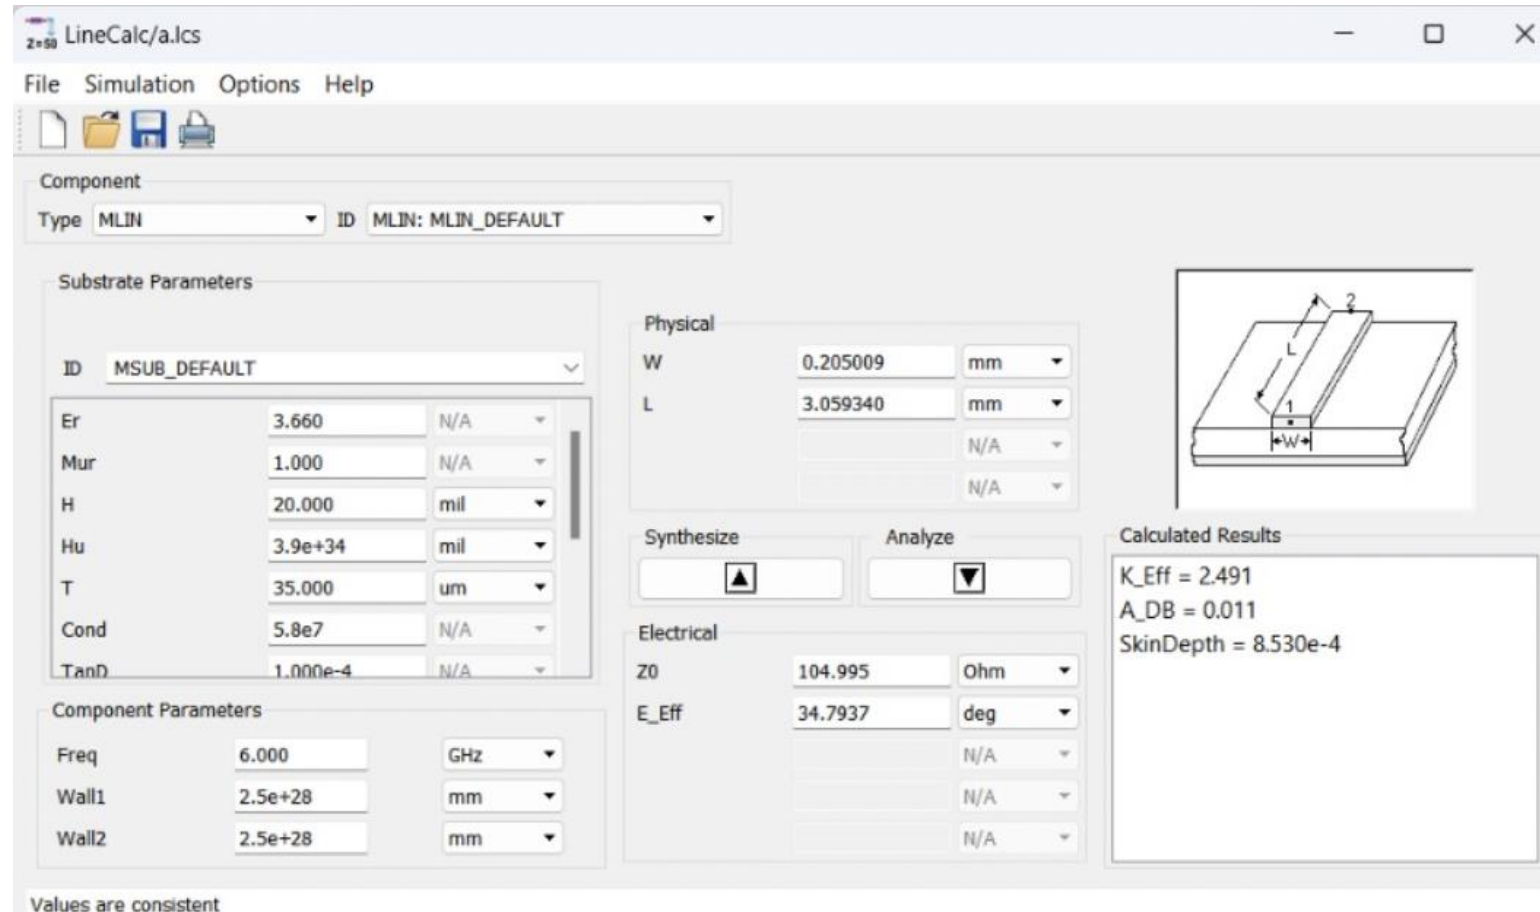 Z=50 LineCalc/a.lcs
File Simulation Options Help
Component
Type MLIN ID MLIN: MLIN_DEFAULT
Substrate Parameters
ID MSUB_DEFAULT
Er 3.660 N/A
Mur 1.000 N/A
H 20.000 mil
Hu 3.9e+34 mil
T 35.000 um
Cond 5.8e7 N/A
TanD 1.000e-4 N/A
Component Parameters
Freq 6.000 GHz
Wall1 2.5e+28 mm
Wall2 2.5e+28 mm
Physical
W 0.205009 mm
L 3.059340 mm
N/A
N/A
Synthesize Analyze
Electrical
Z0 104.995 Ohm
E_Eff 34.7937 deg
N/A
N/A
N/A
2
L
1
W
Calculated Results
K_Eff = 2.491
A_DB = 0.011
SkinDepth = 8.530e-4
Values are consistent